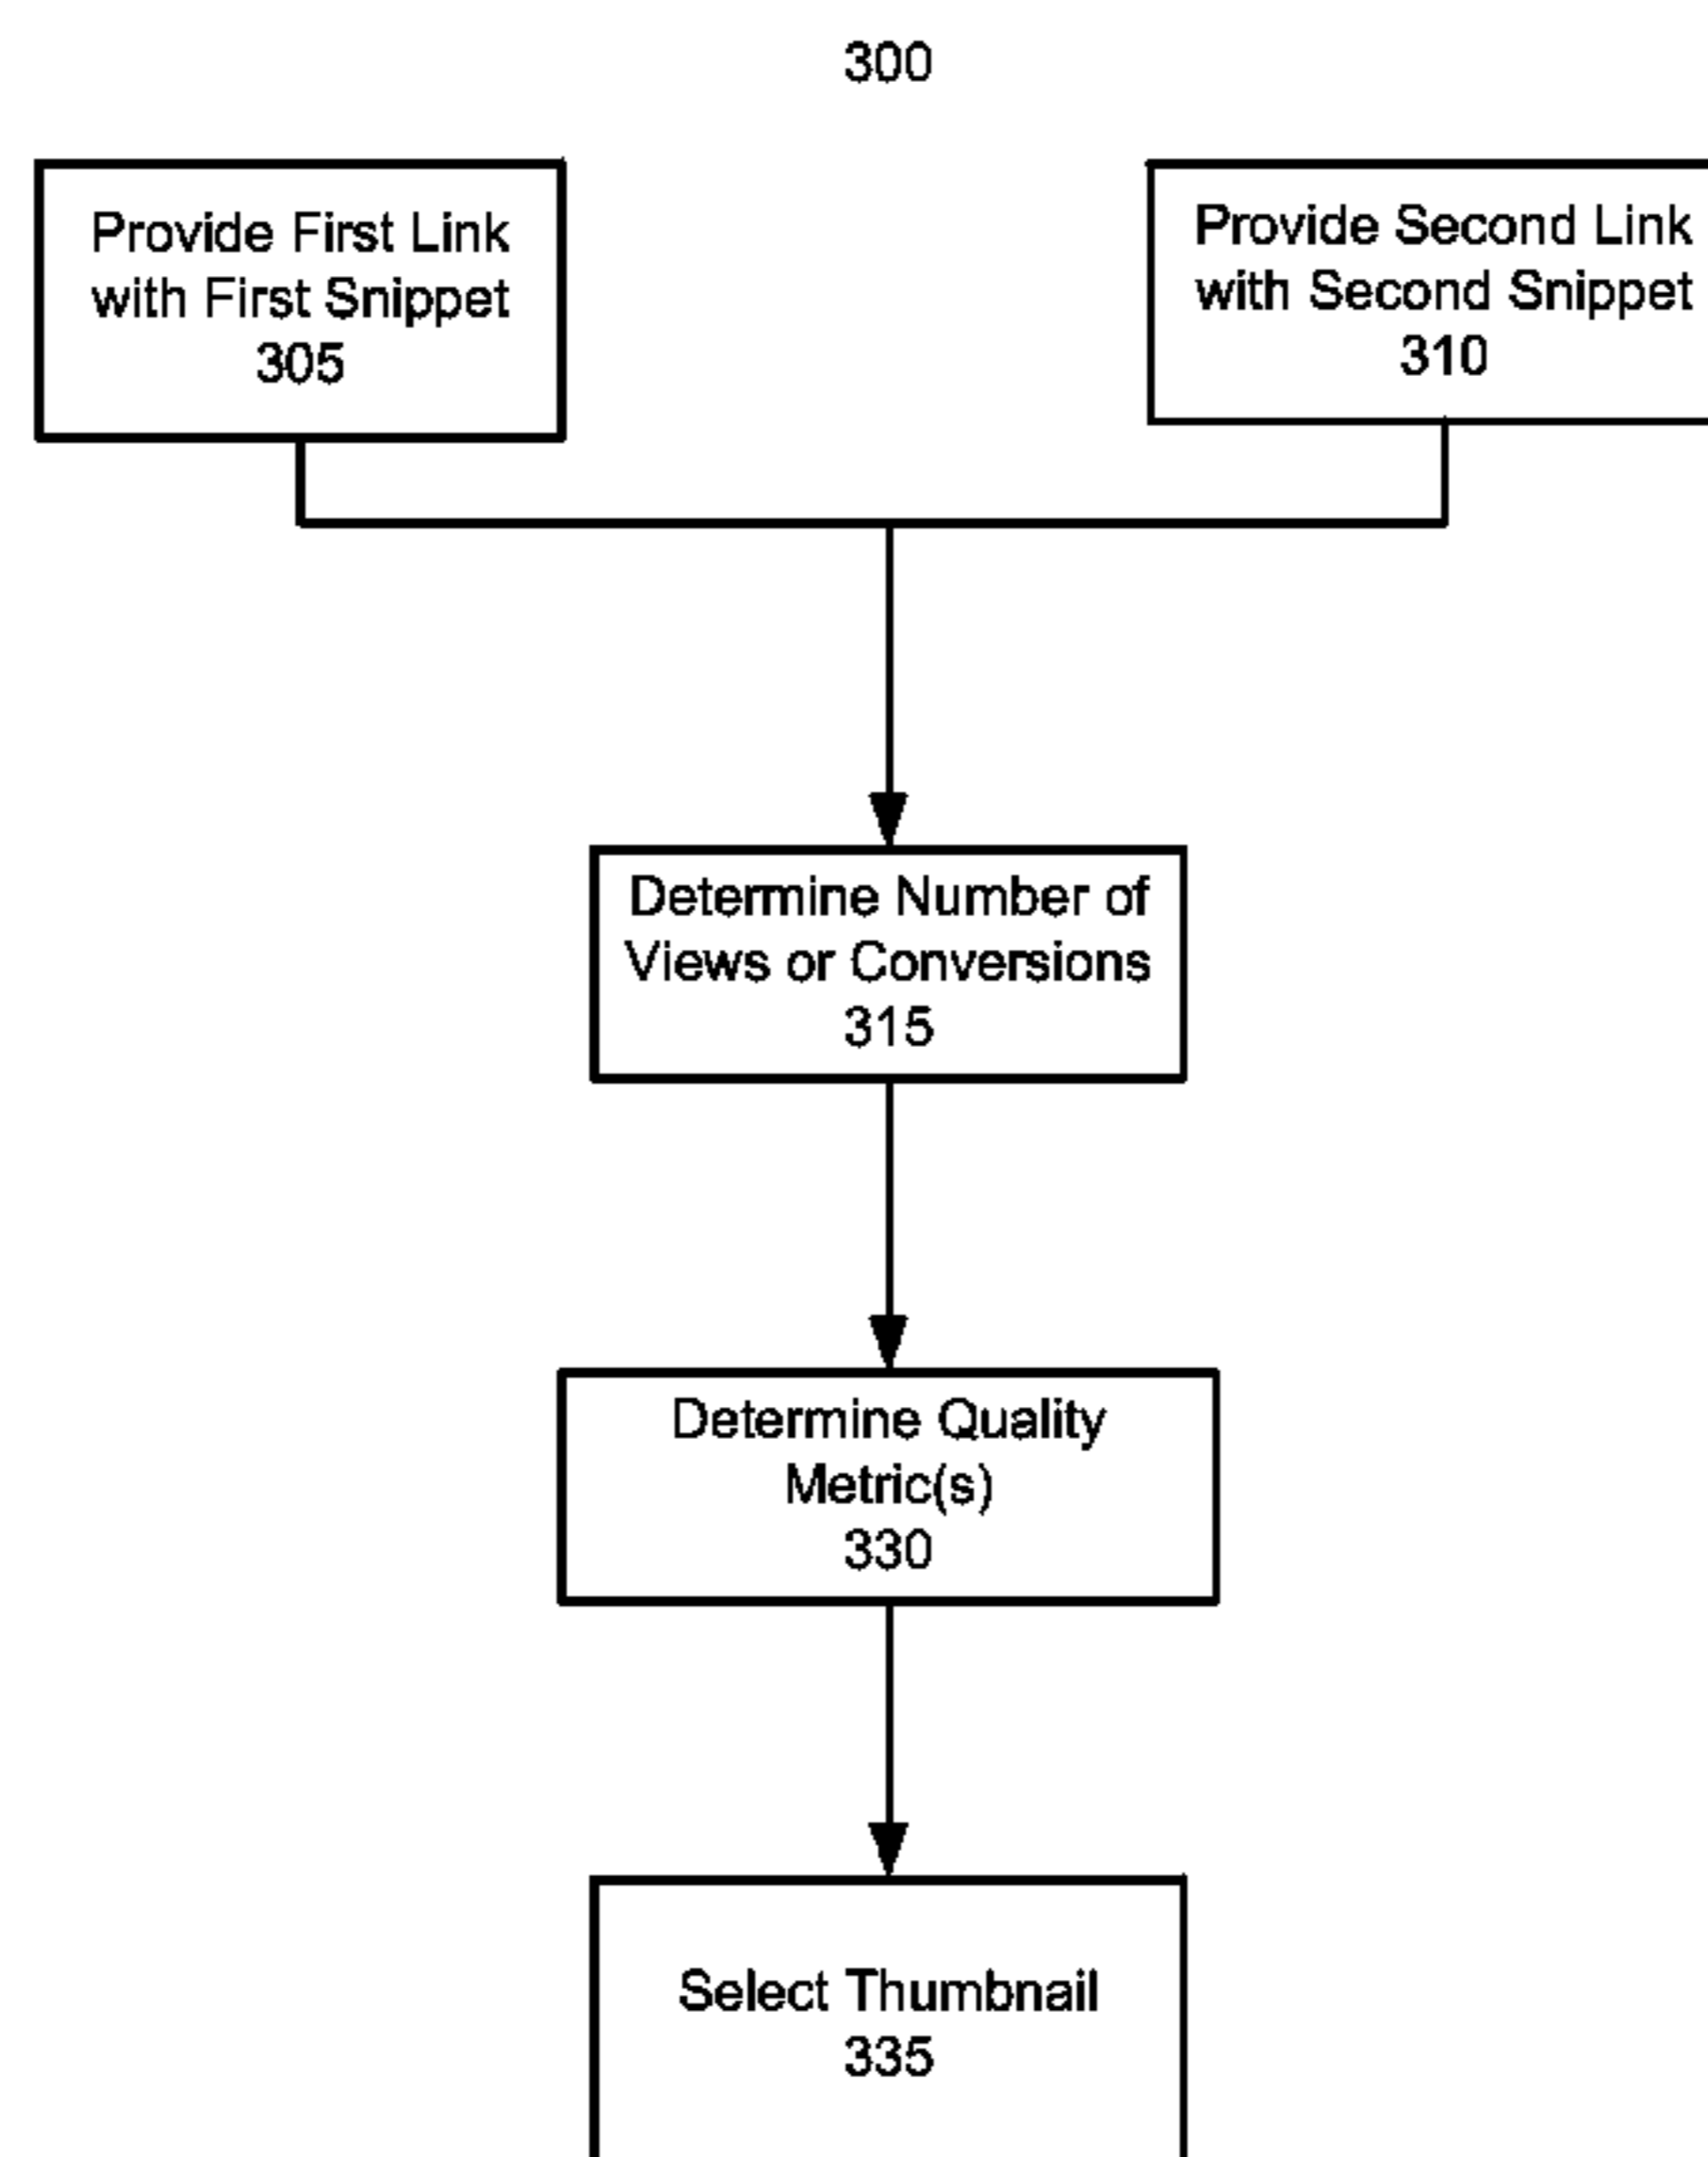 300
Provide First Link
with First Snippet
305
Provide Second Link
with Second Snippet
310
Determine Number of
Views or Conversions
315
Determine Quality
Metric(s)
330
Select Thumbnail
335